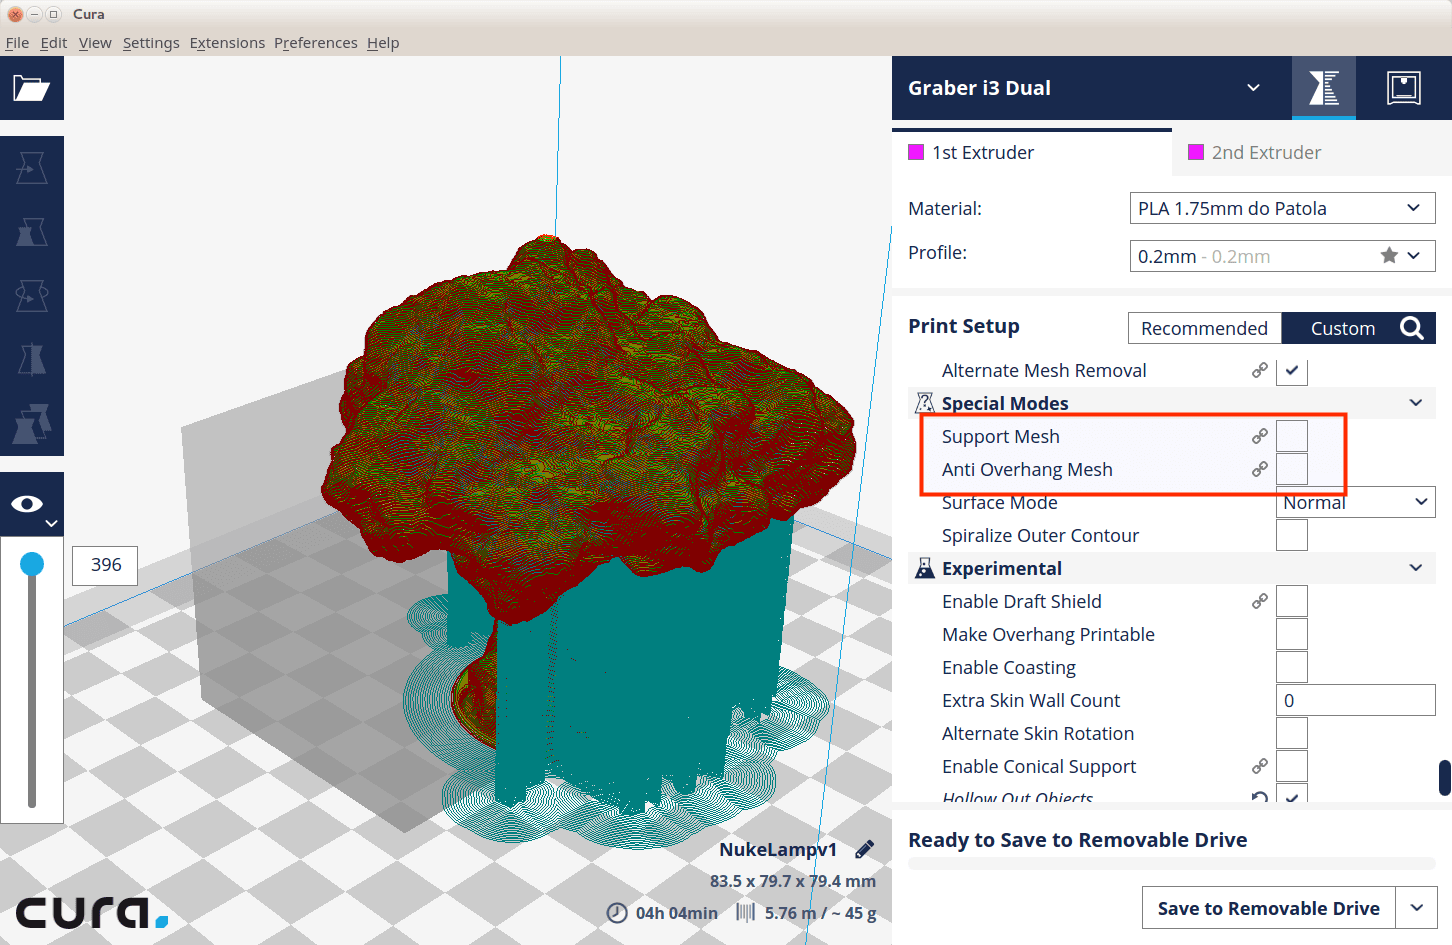 Cura
File Edit View Settings Extensions Preferences Help
Graber i3 Dual
1st Extruder
2nd Extruder
Material:
PLA 1.75mm do Patola
Profile:
0.2mm - 0.2mm
Print Setup
Recommended
Custom
Alternate Mesh Removal
Special Modes
Support Mesh
Anti Overhang Mesh
Surface Mode
Normal
Spiralize Outer Contour
Experimental
Enable Draft Shield
Make Overhang Printable
Enable Coasting
Extra Skin Wall Count
0
Alternate Skin Rotation
Enable Conical Support
Hollow Out Objects
396
NukeLampv1
83.5 x 79.7 x 79.4 mm
04h 04min
5.76 m / ~ 45 g
cura.
Ready to Save to Removable Drive
Save to Removable Drive